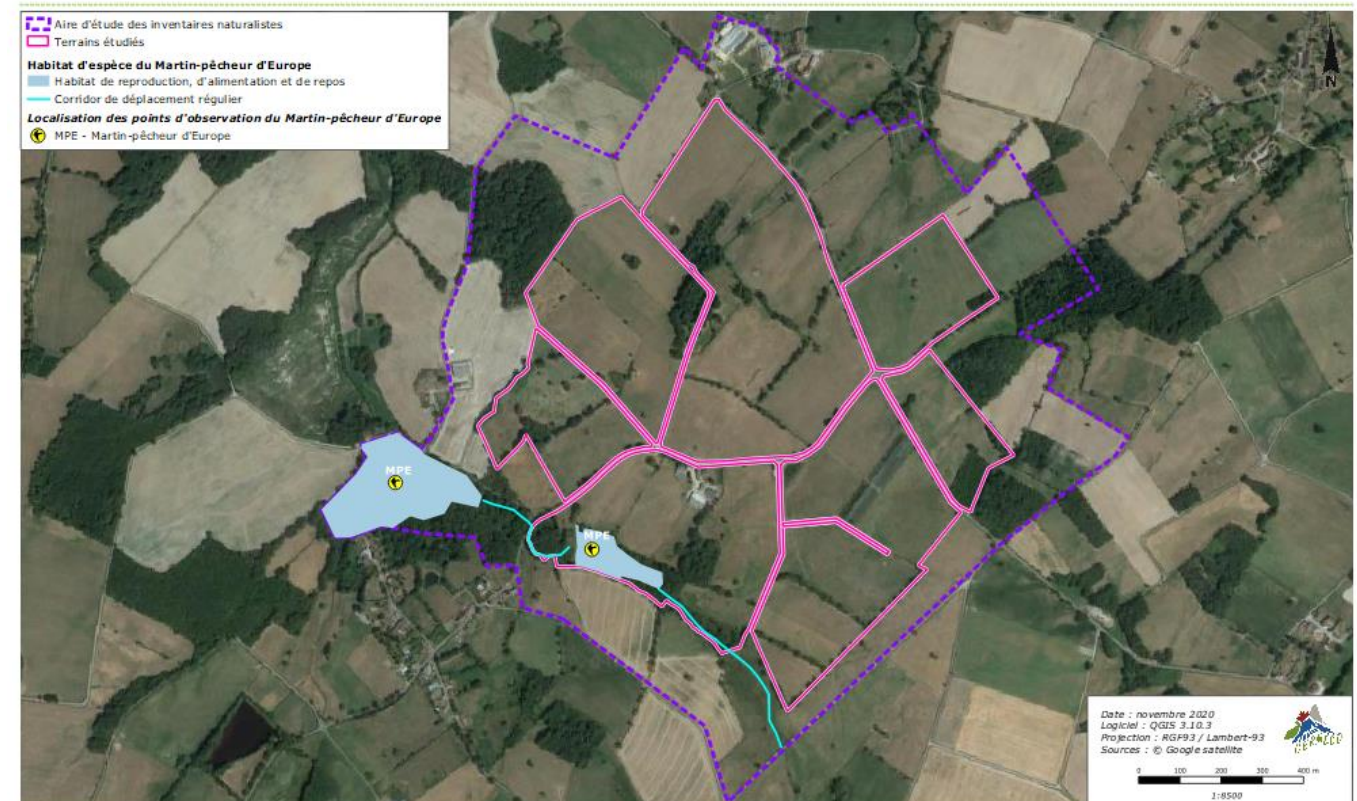 Aire d'étude des inventaires naturalistes
Terrains étudiés
Habitat d'espèce du Martin-pêcheur d'Europe
Habitat de reproduction, d'alimentation et de repos
Corridor de déplacement régulier
Localisation des points d'observation du Martin-pêcheur d'Europe
MPE - Martin-pêcheur d'Europe
N
MPE
MPE
Date : novembre 2020
Logiciel : QGIS 3.10.3
Projection : RGF93 / Lambert-93
Sources : © Google satellite
0 100 200 300 400 m
1:8500